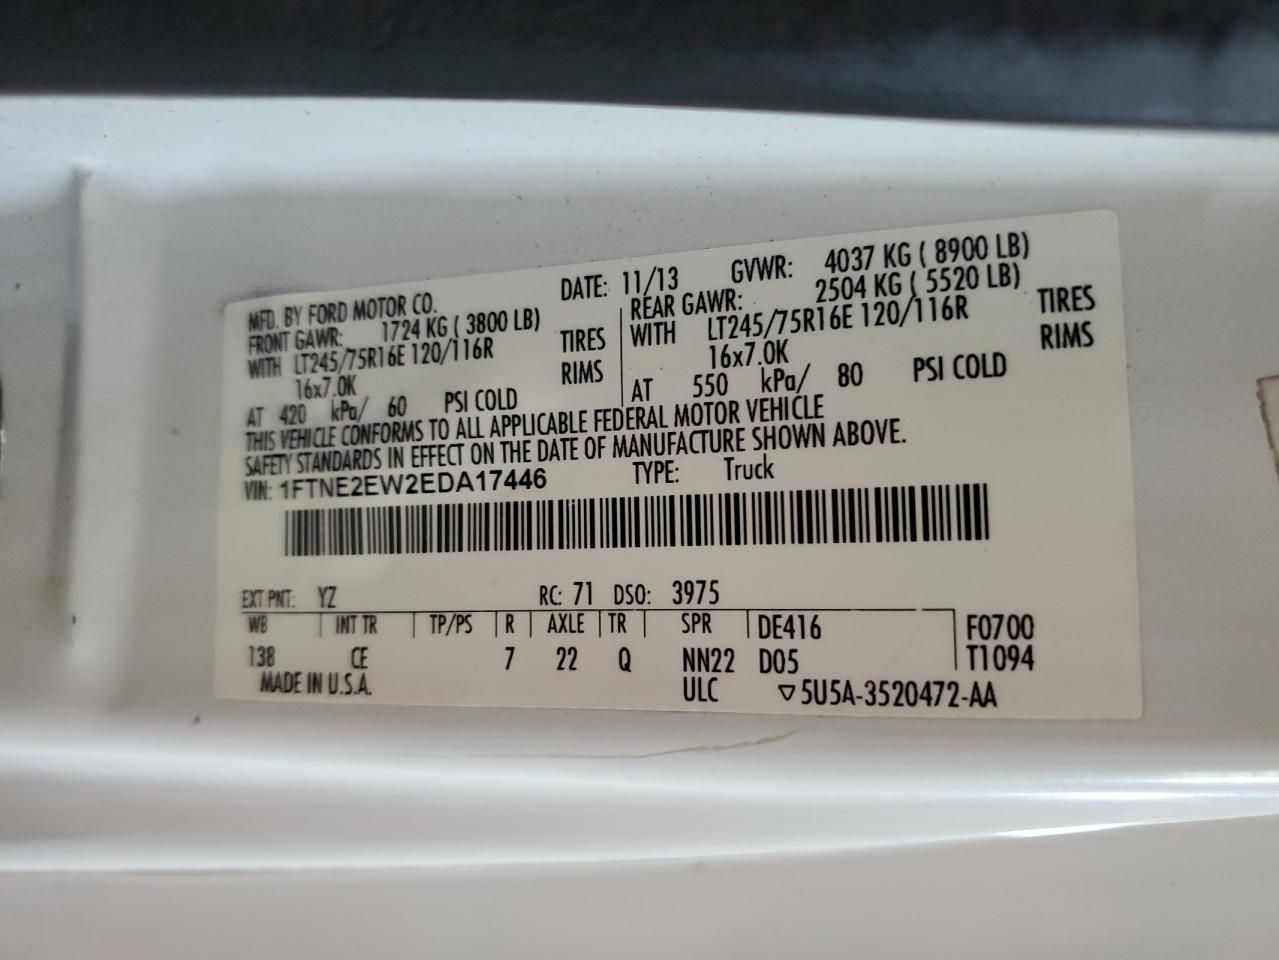 MFD. BY FORD MOTOR CO.
DATE: 11/13 GVWR: 4037 KG ( 8900 LB)
FRONT GAWR: 1724 KG ( 3800 LB)
WITH LT245/75R16E 120/116R TIRES
16x7.0K RIMS
AT 420 kPa/ 60 PSI COLD
REAR GAWR: 2504 KG ( 5520 LB)
WITH LT245/75R16E 120/116R TIRES
16x7.0K RIMS
AT 550 kPa/ 80 PSI COLD
THIS VEHICLE CONFORMS TO ALL APPLICABLE FEDERAL MOTOR VEHICLE
SAFETY STANDARDS IN EFFECT ON THE DATE OF MANUFACTURE SHOWN ABOVE.
VIN: 1FTNE2EW2EDA17446 TYPE: Truck
EXT PNT: YZ RC: 71 DSO: 3975
WB INT TR TP/PS R AXLE TR SPR DE416 F0700
138 CE 7 22 Q NN22 D05 T1094
MADE IN U.S.A. ULC ▽5U5A-3520472-AA